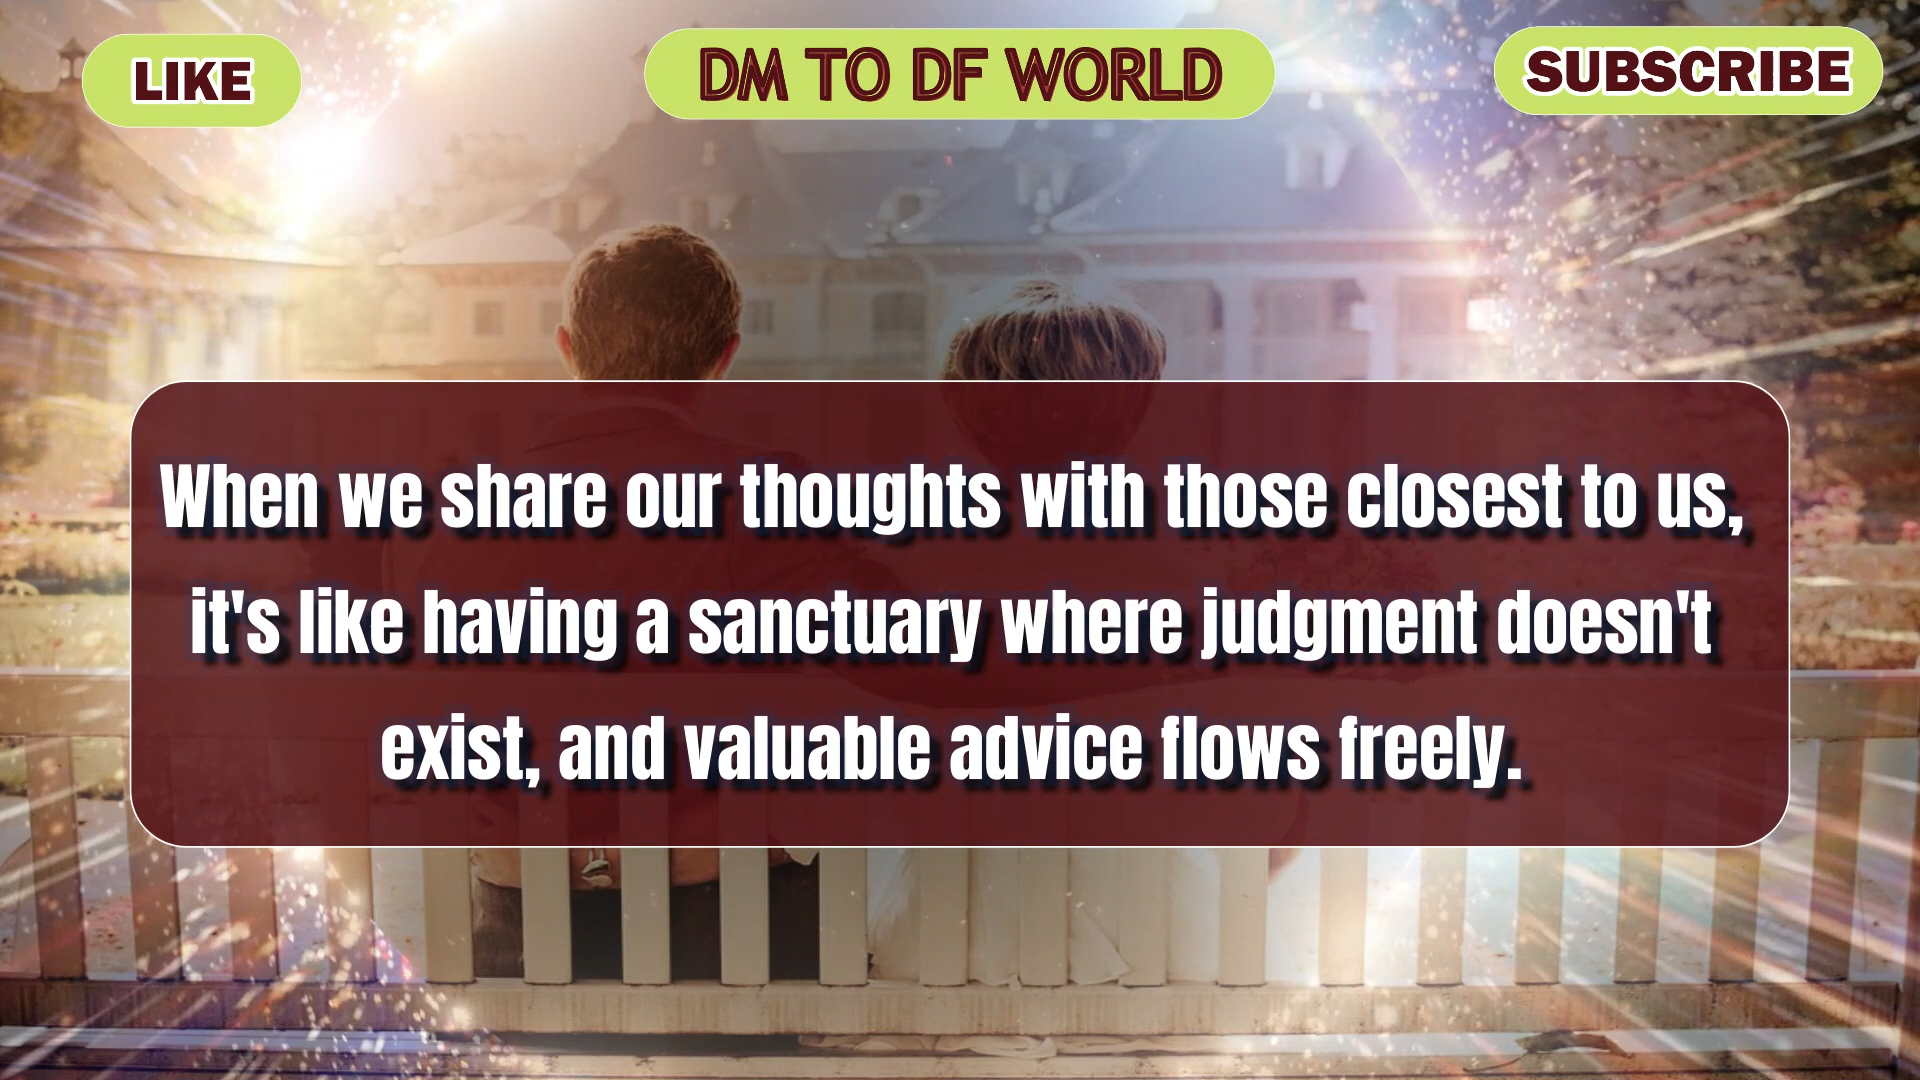 LIKE
DM TO DF WORLD
SUBSCRIBE
When we share our thoughts with those closest to us,
it's like having a sanctuary where judgment doesn't
exist, and valuable advice flows freely.